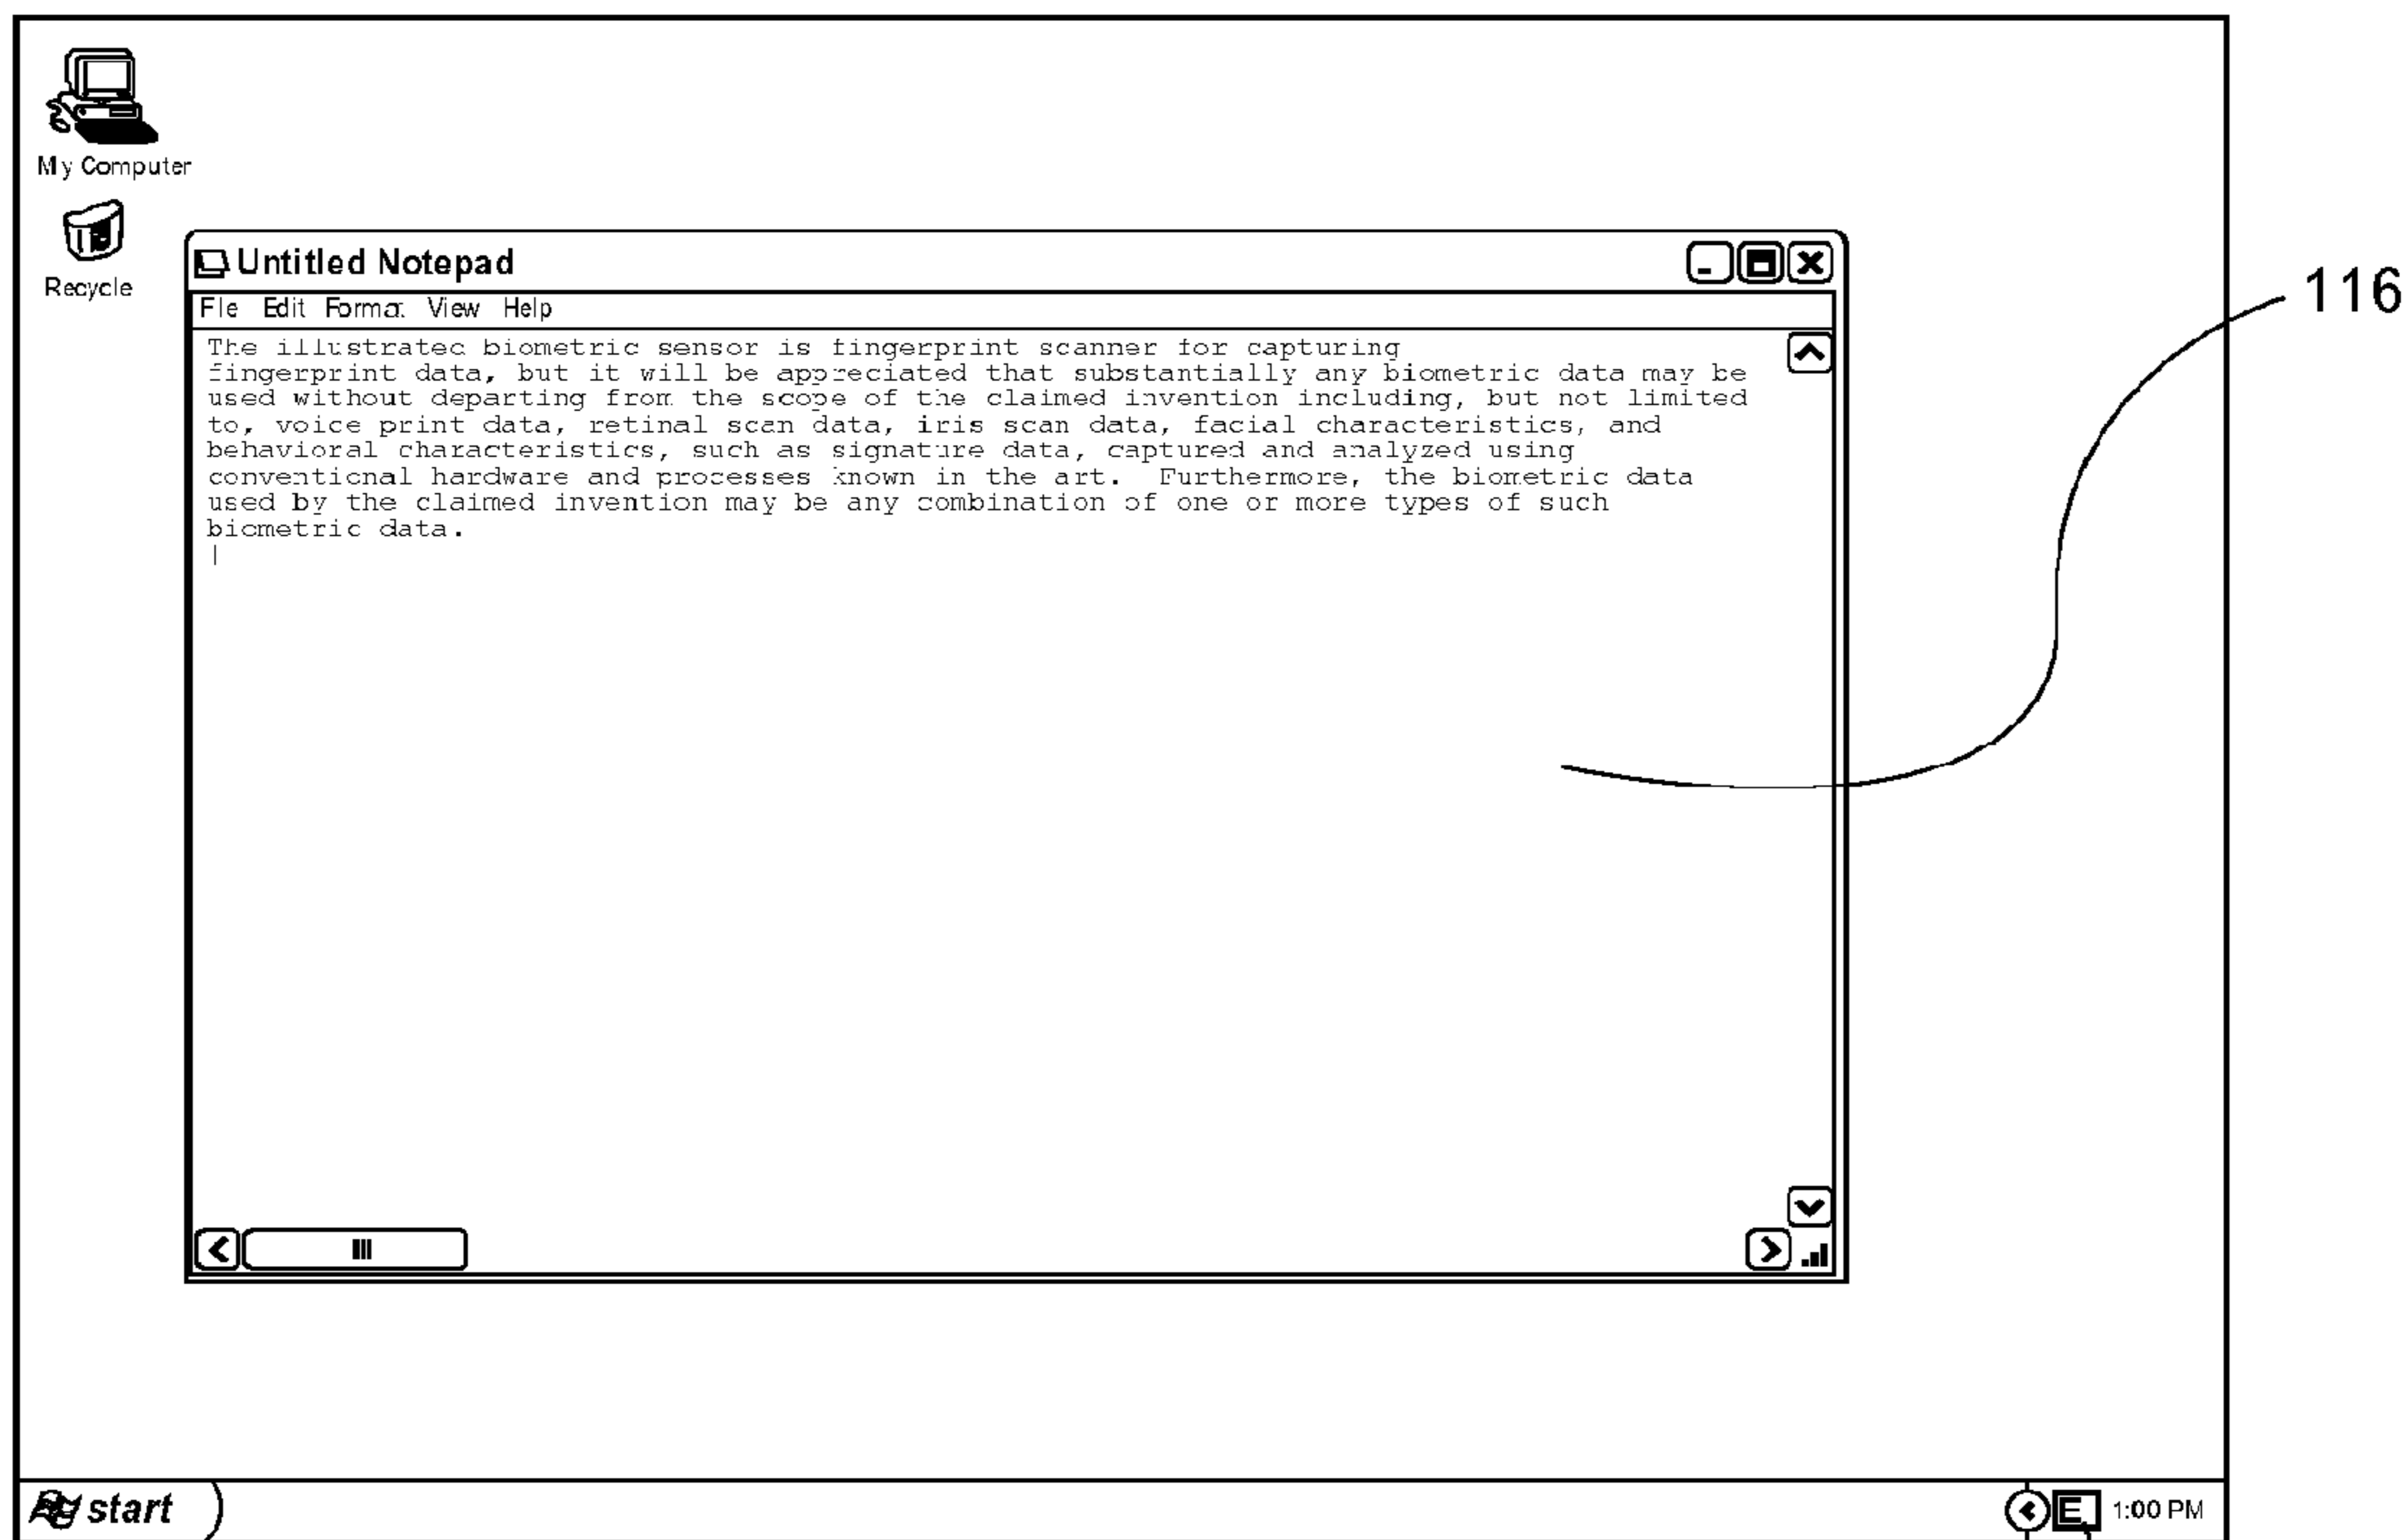 My Computer
Recycle
Untitled Notepad
File Edit Format View Help
The illustrated biometric sensor is fingerprint scanner for capturing
fingerprint data, but it will be appreciated that substantially any biometric data may be
used without departing from the scope of the claimed invention including, but not limited
to, voice print data, retinal scan data, iris scan data, facial characteristics, and
behavioral characteristics, such as signature data, captured and analyzed using
conventional hardware and processes known in the art.  Furthermore, the biometric data
used by the claimed invention may be any combination of one or more types of such
biometric data.
116
start
E 1:00 PM